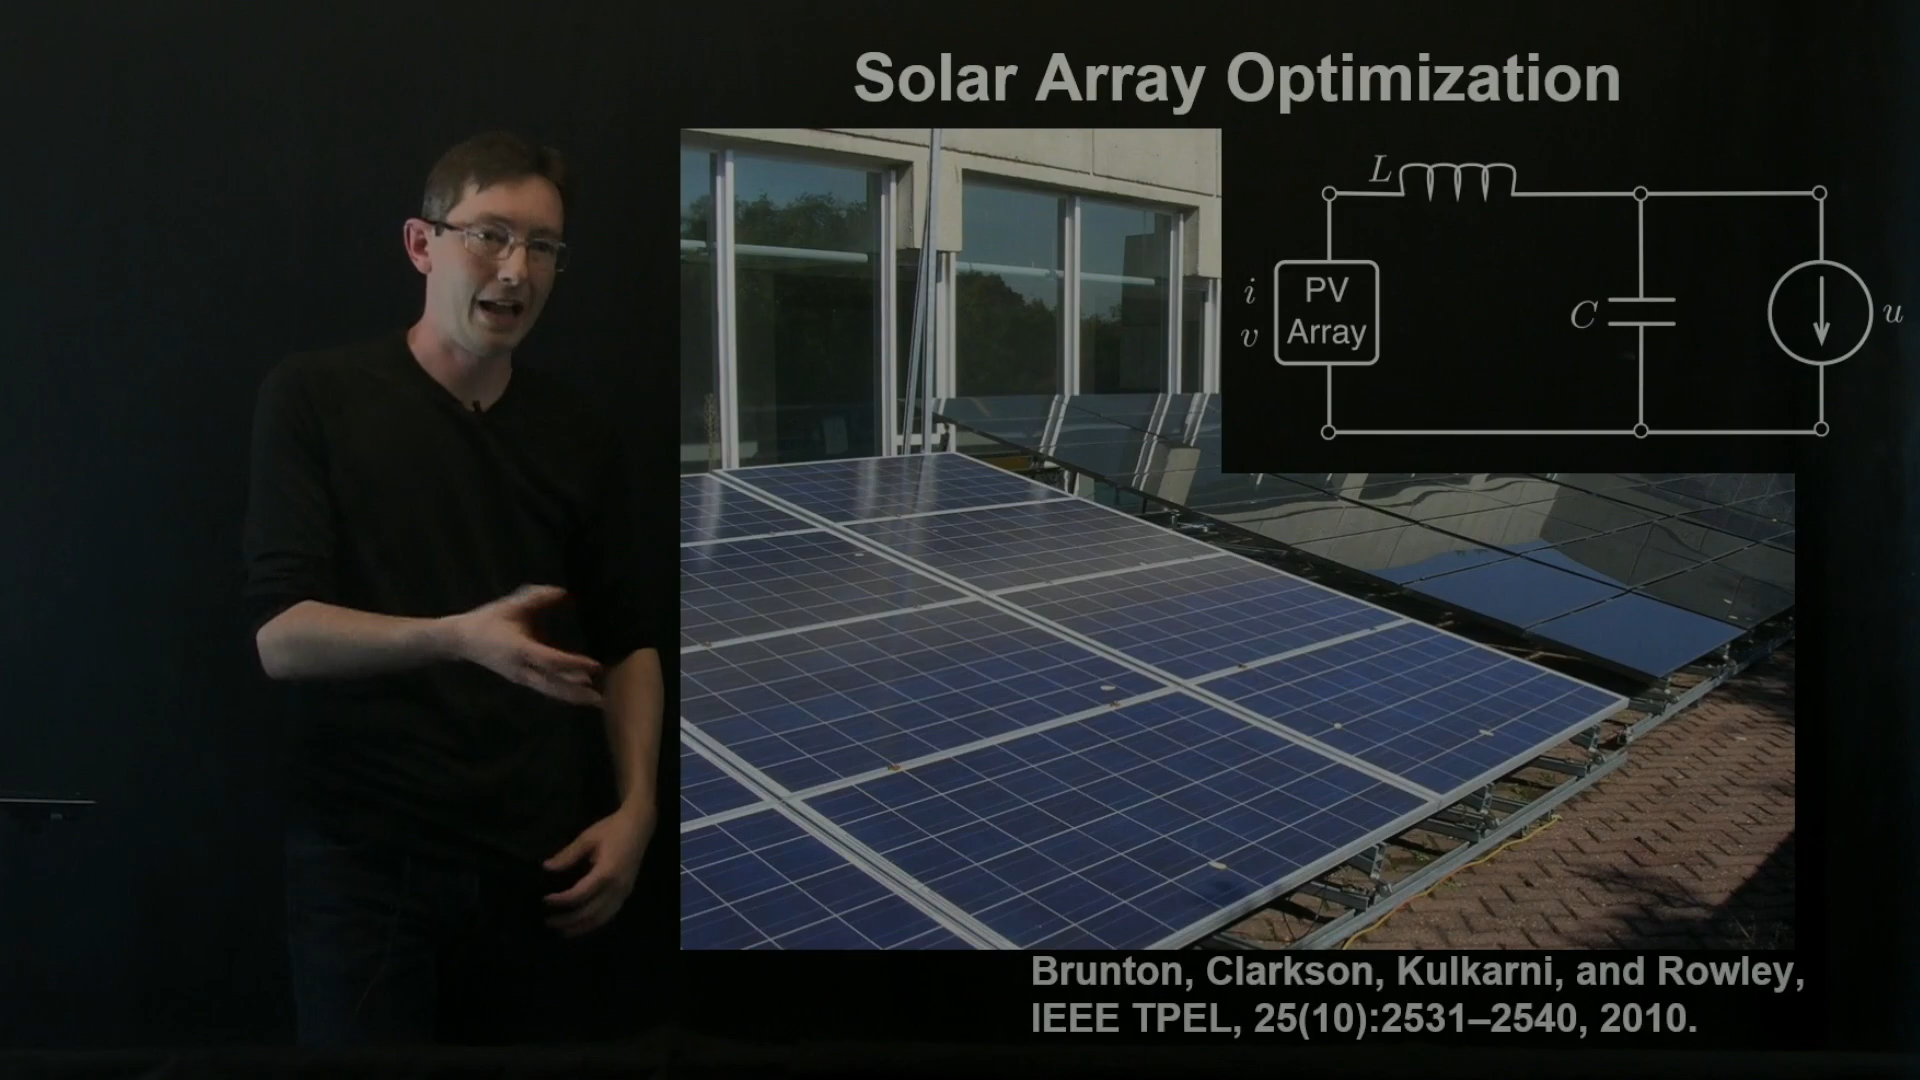 Solar Array Optimization
L
i
v
PV
Array
C
u
Brunton, Clarkson, Kulkarni, and Rowley,
IEEE TPEL, 25(10):2531–2540, 2010.